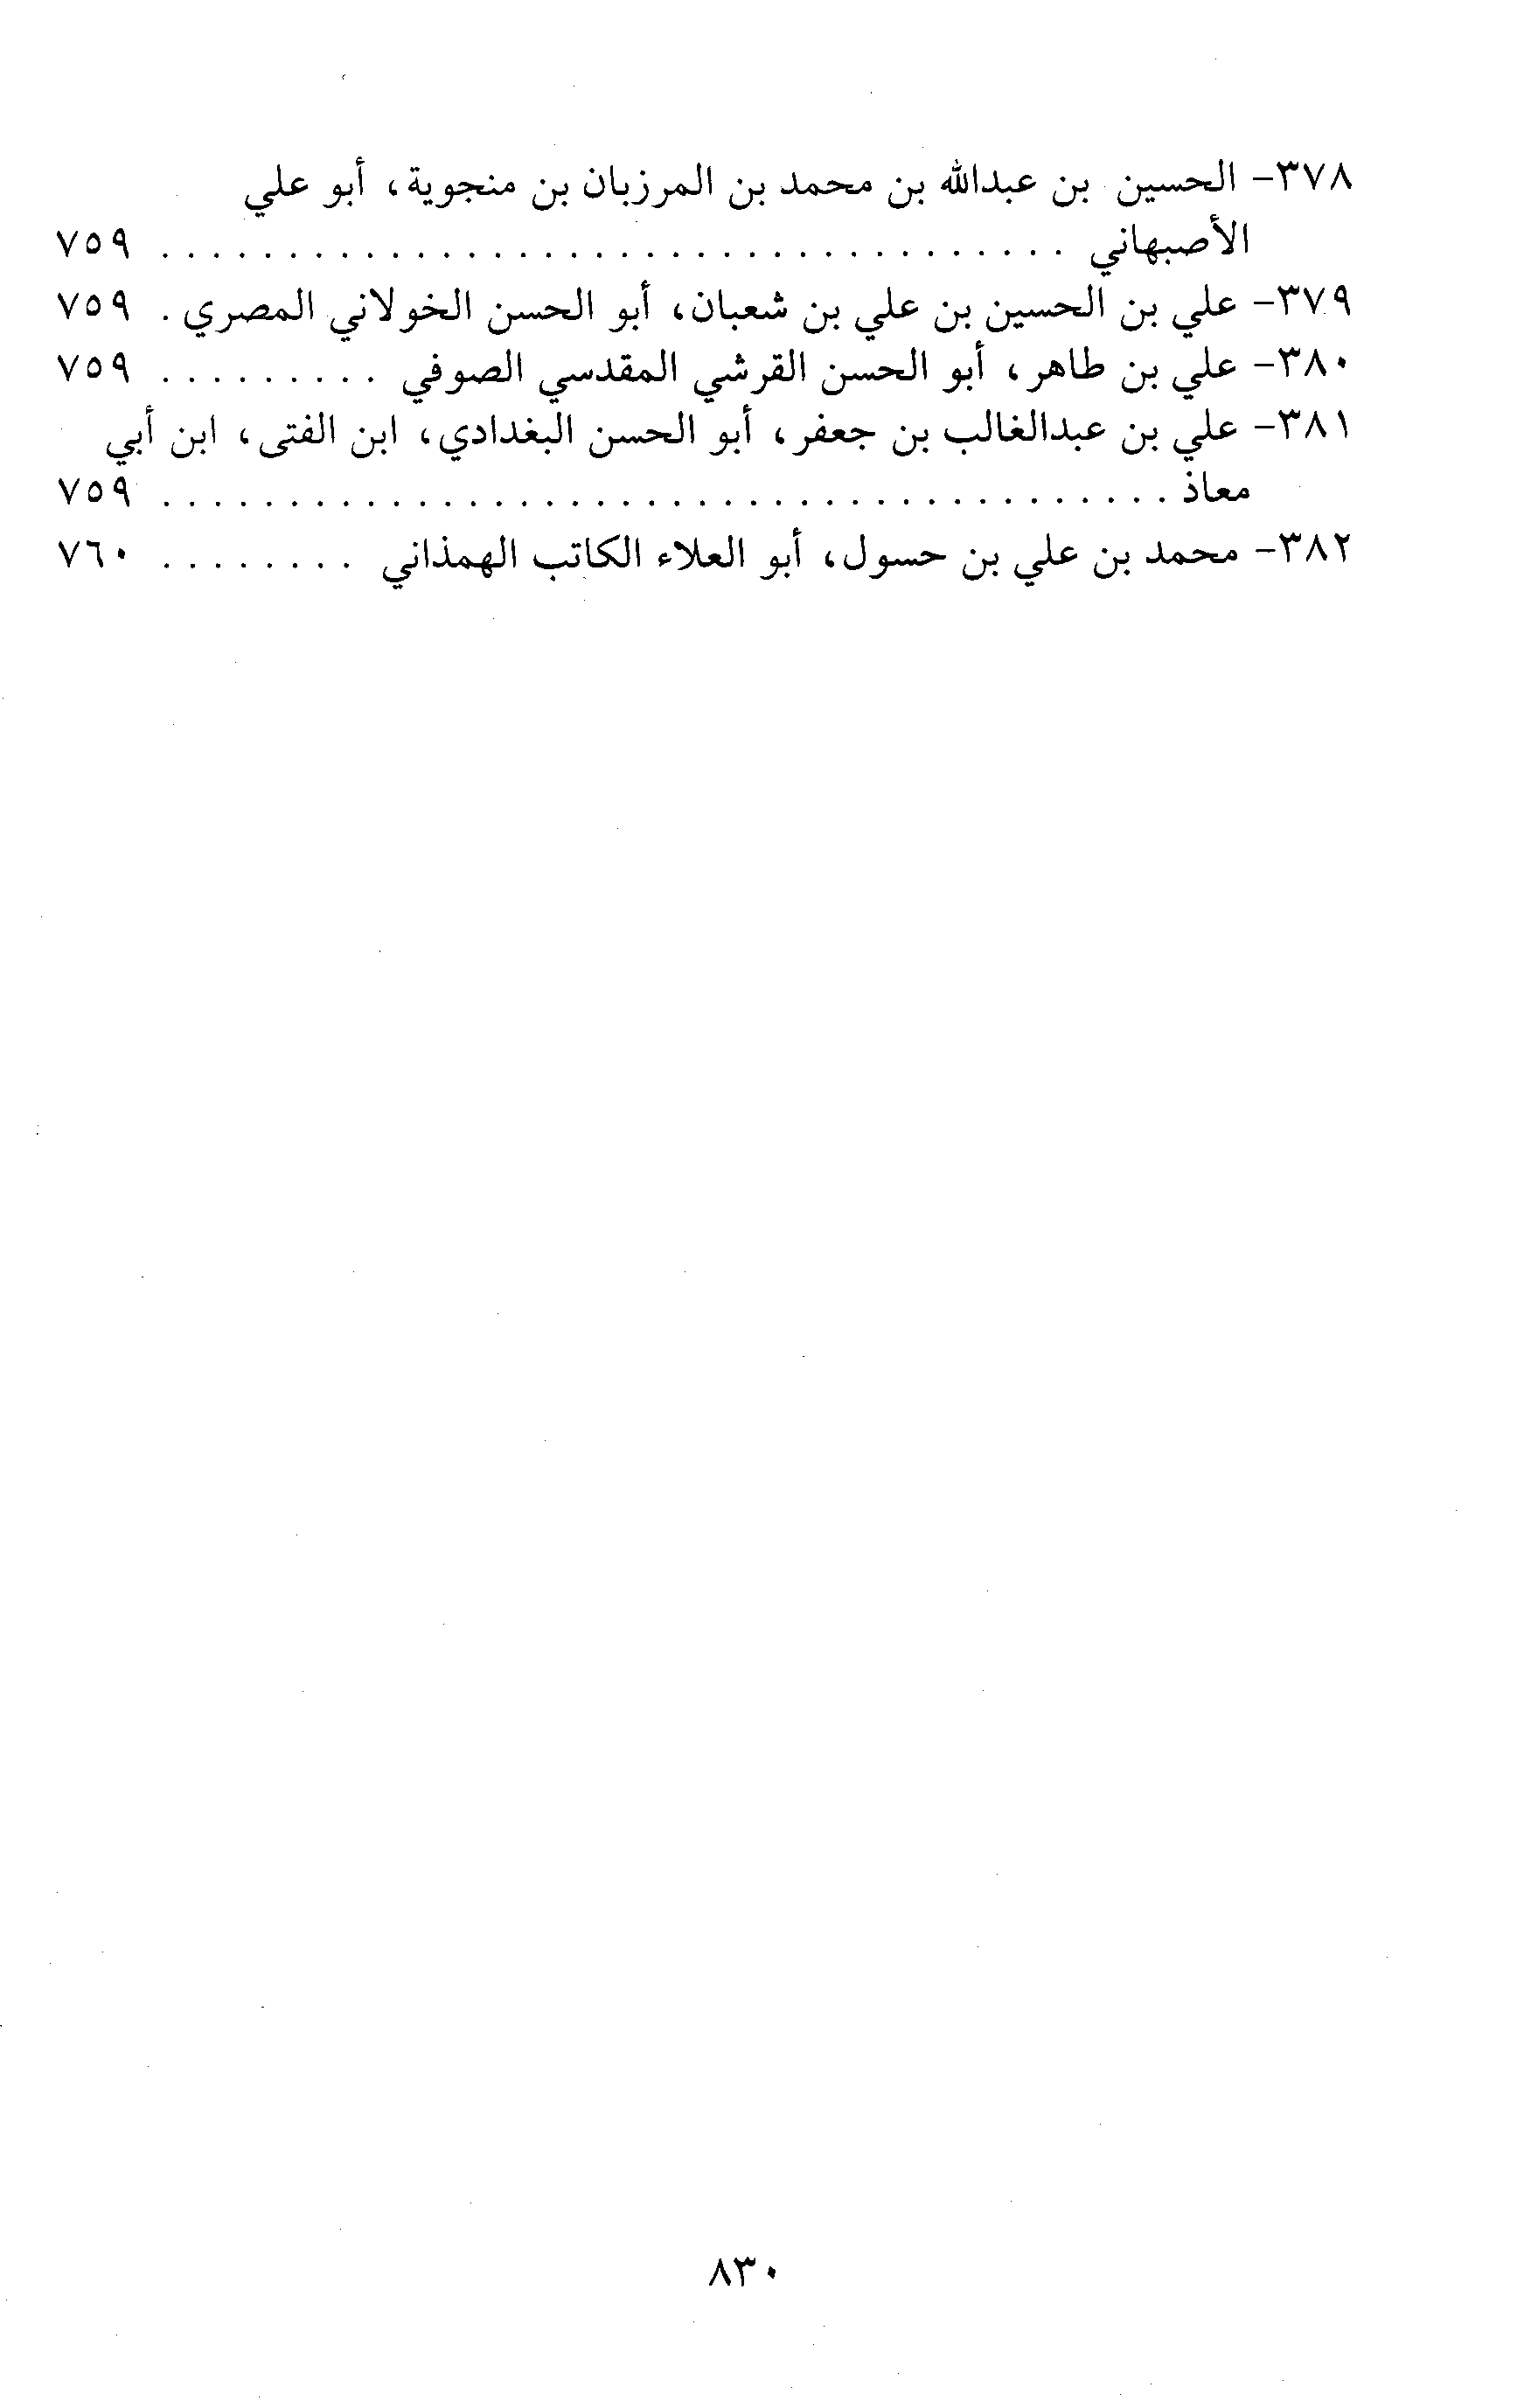 ٣٧٨- الحسين بن عبدالله بن محمد بن المرزبان بن منجوية، أبو علي
الأصبهاني . . . . . . . . . . . . . . . . . . . . . . . . . . . . . . . . . . . . ٧٥٩
٣٧٩- علي بن الحسين بن علي بن شعبان، أبو الحسن الخولاني المصري . ٧٥٩
٣٨٠- علي بن طاهر، أبو الحسن القرشي المقدسي الصوفي . . . . . . . . . ٧٥٩
٣٨١- علي بن عبدالغالب بن جعفر، أبو الحسن البغدادي، ابن الفتى، ابن أبي
معاذ . . . . . . . . . . . . . . . . . . . . . . . . . . . . . . . . . . . . . . . . ٧٥٩
٣٨٢- محمد بن علي بن حسول، أبو العلاء الكاتب الهمذاني . . . . . . . . ٧٦٠
٨٣٠